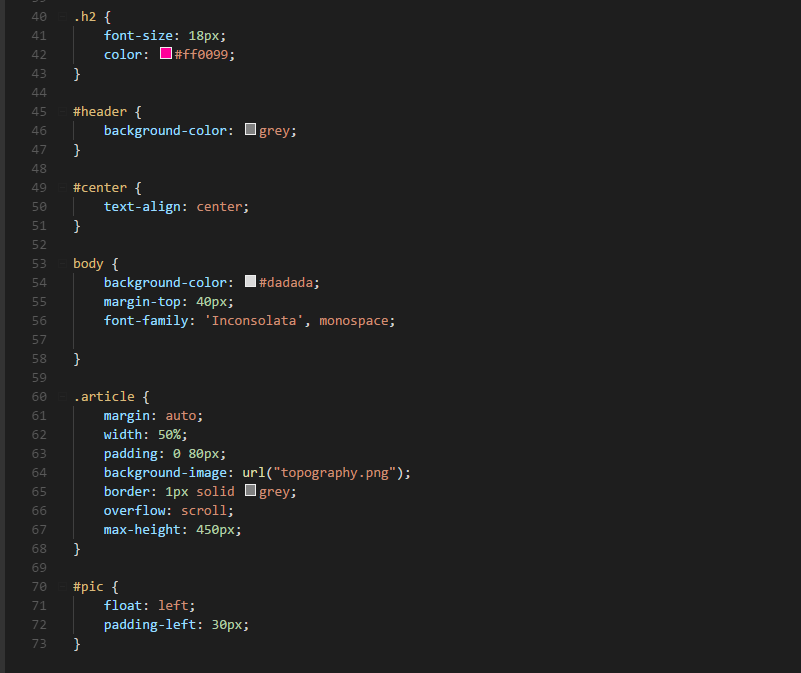 40 .h2 {
41 font-size: 18px;
42 color: #ff0099;
43 }
44
45 #header {
46 background-color: grey;
47 }
48
49 #center {
50 text-align: center;
51 }
52
53 body {
54 background-color: #dadada;
55 margin-top: 40px;
56 font-family: 'Inconsolata', monospace;
57
58 }
59
60 .article {
61 margin: auto;
62 width: 50%;
63 padding: 0 80px;
64 background-image: url("topography.png");
65 border: 1px solid grey;
66 overflow: scroll;
67 max-height: 450px;
68 }
69
70 #pic {
71 float: left;
72 padding-left: 30px;
73 }